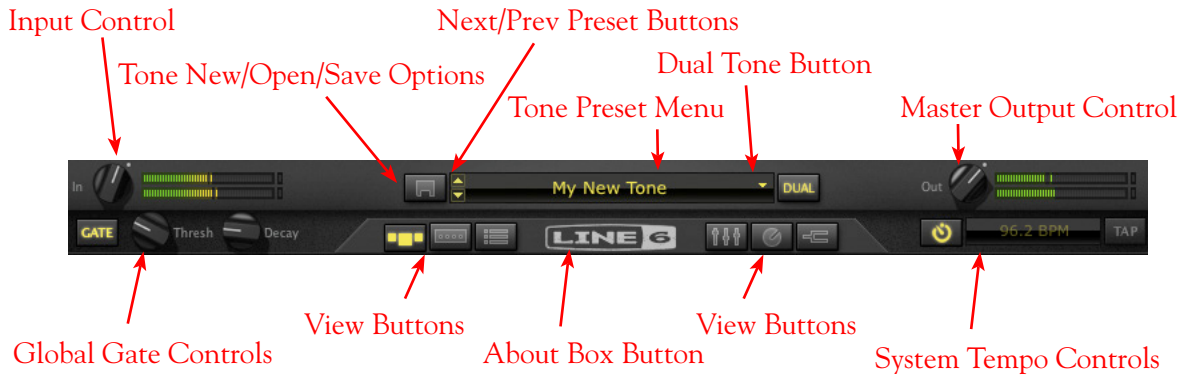 Input Control
Next/Prev Preset Buttons
Tone New/Open/Save Options
Dual Tone Button
Tone Preset Menu
Master Output Control
In
My New Tone
DUAL
Out
GATE
Thresh
Decay
LINE 6
96.2 BPM
TAP
View Buttons
View Buttons
Global Gate Controls
About Box Button
System Tempo Controls